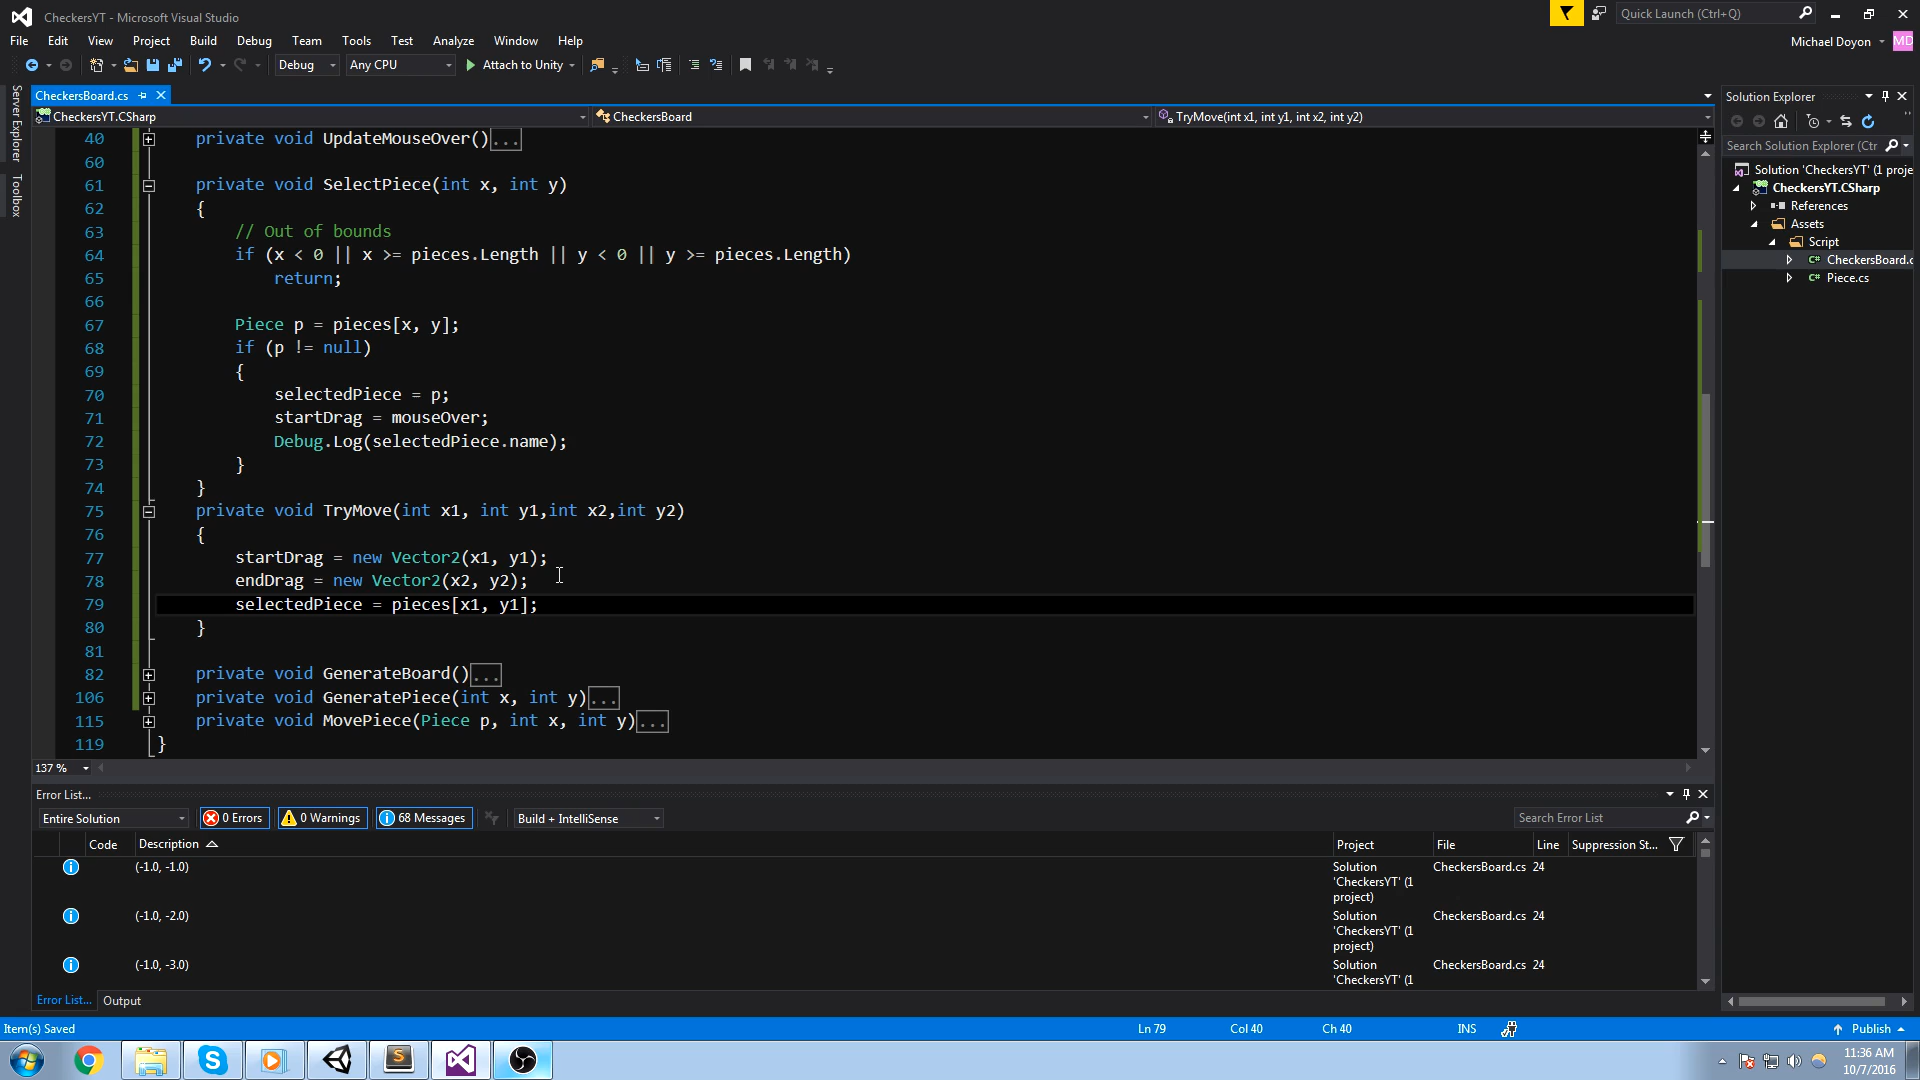 CheckersYT - Microsoft Visual Studio
Quick Launch (Ctrl+Q)
File Edit View Project Build Debug Team Tools Test Analyze Window Help
Michael Doyon MD
Debug Any CPU Attach to Unity
Server Explorer
Toolbox
CheckersBoard.cs
CheckersYT.CSharp CheckersBoard TryMove(int x1, int y1, int x2, int y2)
40 private void UpdateMouseOver()...
60
61 private void SelectPiece(int x, int y)
62 {
63 // Out of bounds
64 if (x < 0 || x >= pieces.Length || y < 0 || y >= pieces.Length)
65 return;
66
67 Piece p = pieces[x, y];
68 if (p != null)
69 {
70 selectedPiece = p;
71 startDrag = mouseOver;
72 Debug.Log(selectedPiece.name);
73 }
74 }
75 private void TryMove(int x1, int y1,int x2,int y2)
76 {
77 startDrag = new Vector2(x1, y1);
78 endDrag = new Vector2(x2, y2);
79 selectedPiece = pieces[x1, y1];
80 }
81
82 private void GenerateBoard()...
106 private void GeneratePiece(int x, int y)...
115 private void MovePiece(Piece p, int x, int y)...
119 }
137 %
Solution Explorer
Search Solution Explorer (Ctr
Solution 'CheckersYT' (1 proje
CheckersYT.CSharp
References
Assets
Script
C# CheckersBoard.c
C# Piece.cs
Error List...
Entire Solution 0 Errors 0 Warnings 68 Messages Build + IntelliSense Search Error List
Code Description Project File Line Suppression St...
(-1.0, -1.0) Solution 'CheckersYT' (1 project) CheckersBoard.cs 24
(-1.0, -2.0) Solution 'CheckersYT' (1 project) CheckersBoard.cs 24
(-1.0, -3.0) Solution 'CheckersYT' (1 CheckersBoard.cs 24
Error List... Output
Item(s) Saved Ln 79 Col 40 Ch 40 INS Publish
11:36 AM
10/7/2016